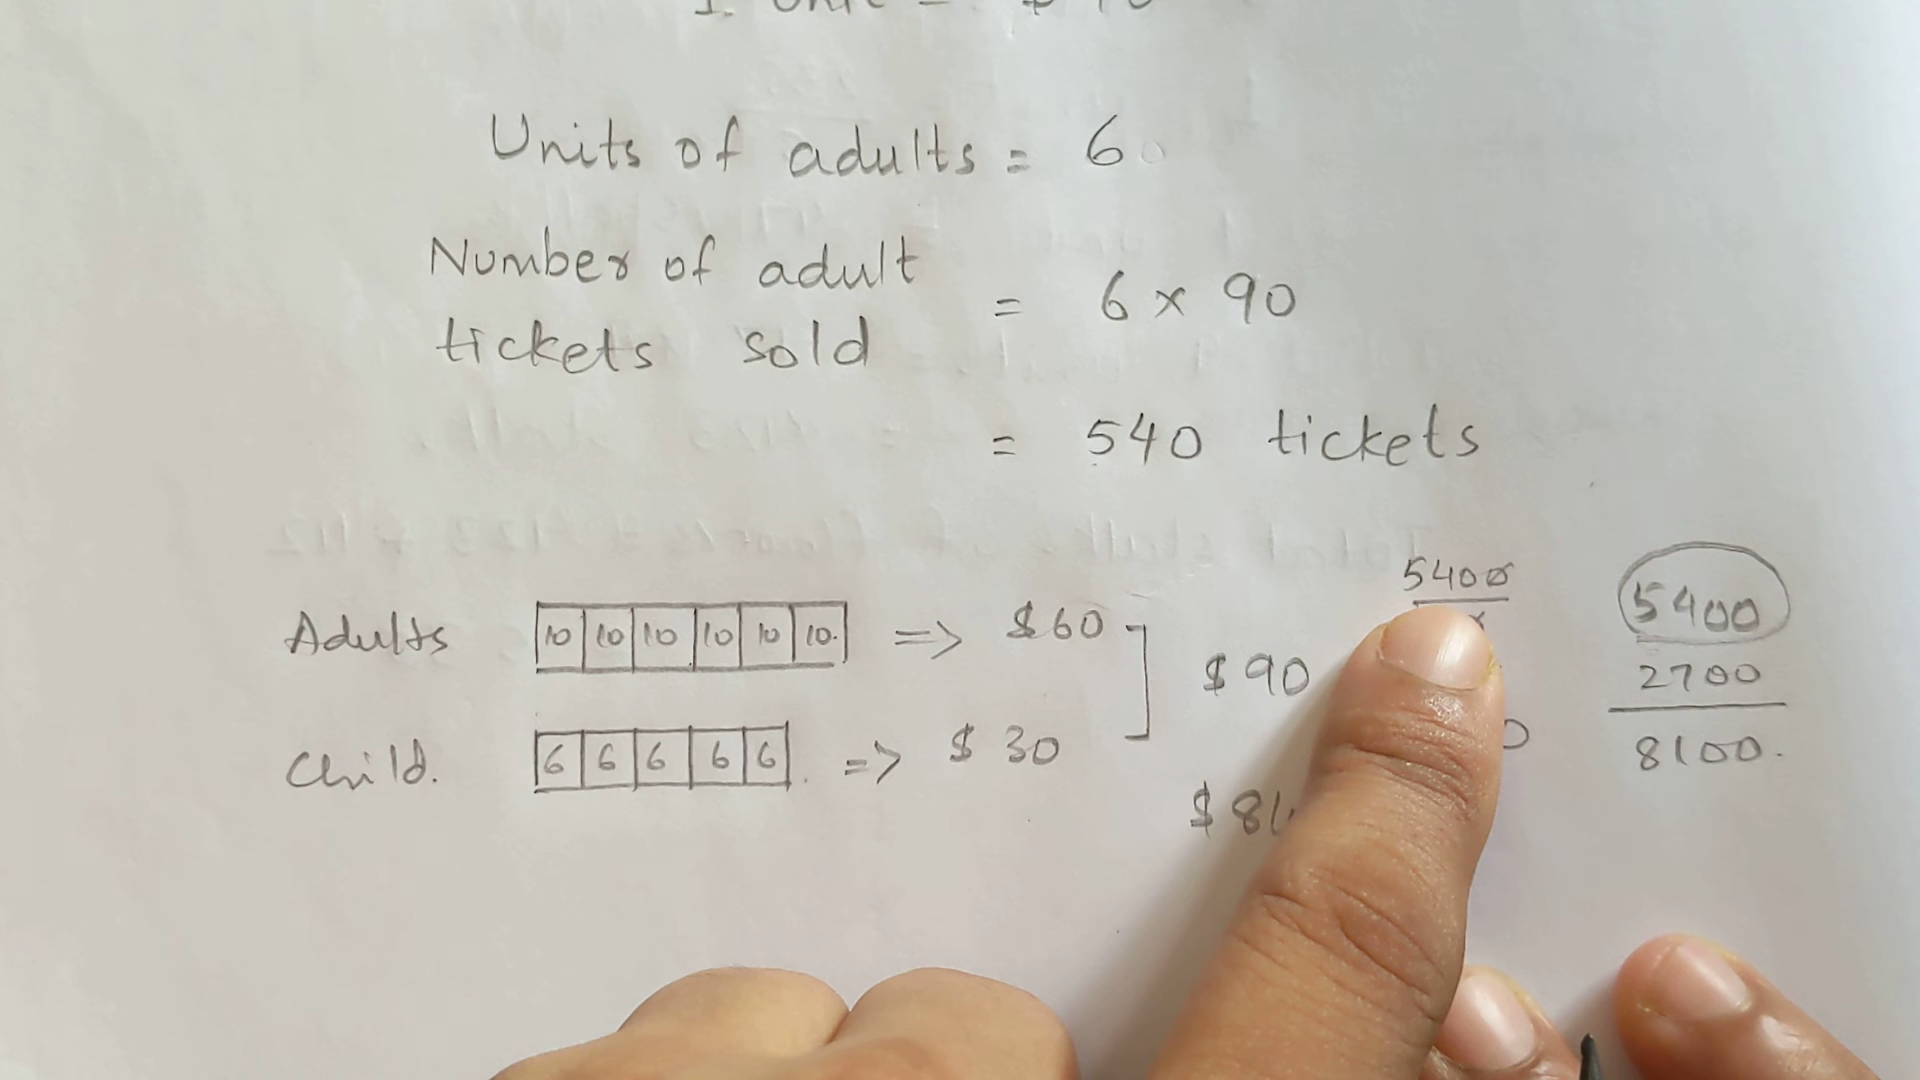 Units of adults = 6
Number of adult
tickets sold = 6 x 90
= 540 tickets
Adults 10 10 10 10 10 10. => $60
Child. 6 6 6 6 6 => $ 30
$ 90
5400
5400
2700
8100.